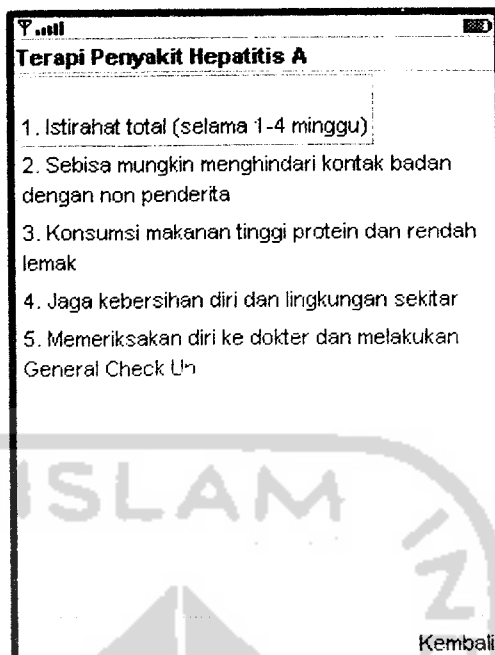 Terapi Penyakit Hepatitis A
1. Istirahat total (selama 1-4 minggu)
2. Sebisa mungkin menghindari kontak badan
dengan non penderita
3. Konsumsi makanan tinggi protein dan rendah
lemak
4. Jaga kebersihan diri dan lingkungan sekitar
5. Memeriksakan diri ke dokter dan melakukan
General Check
ISLAM
Kembali